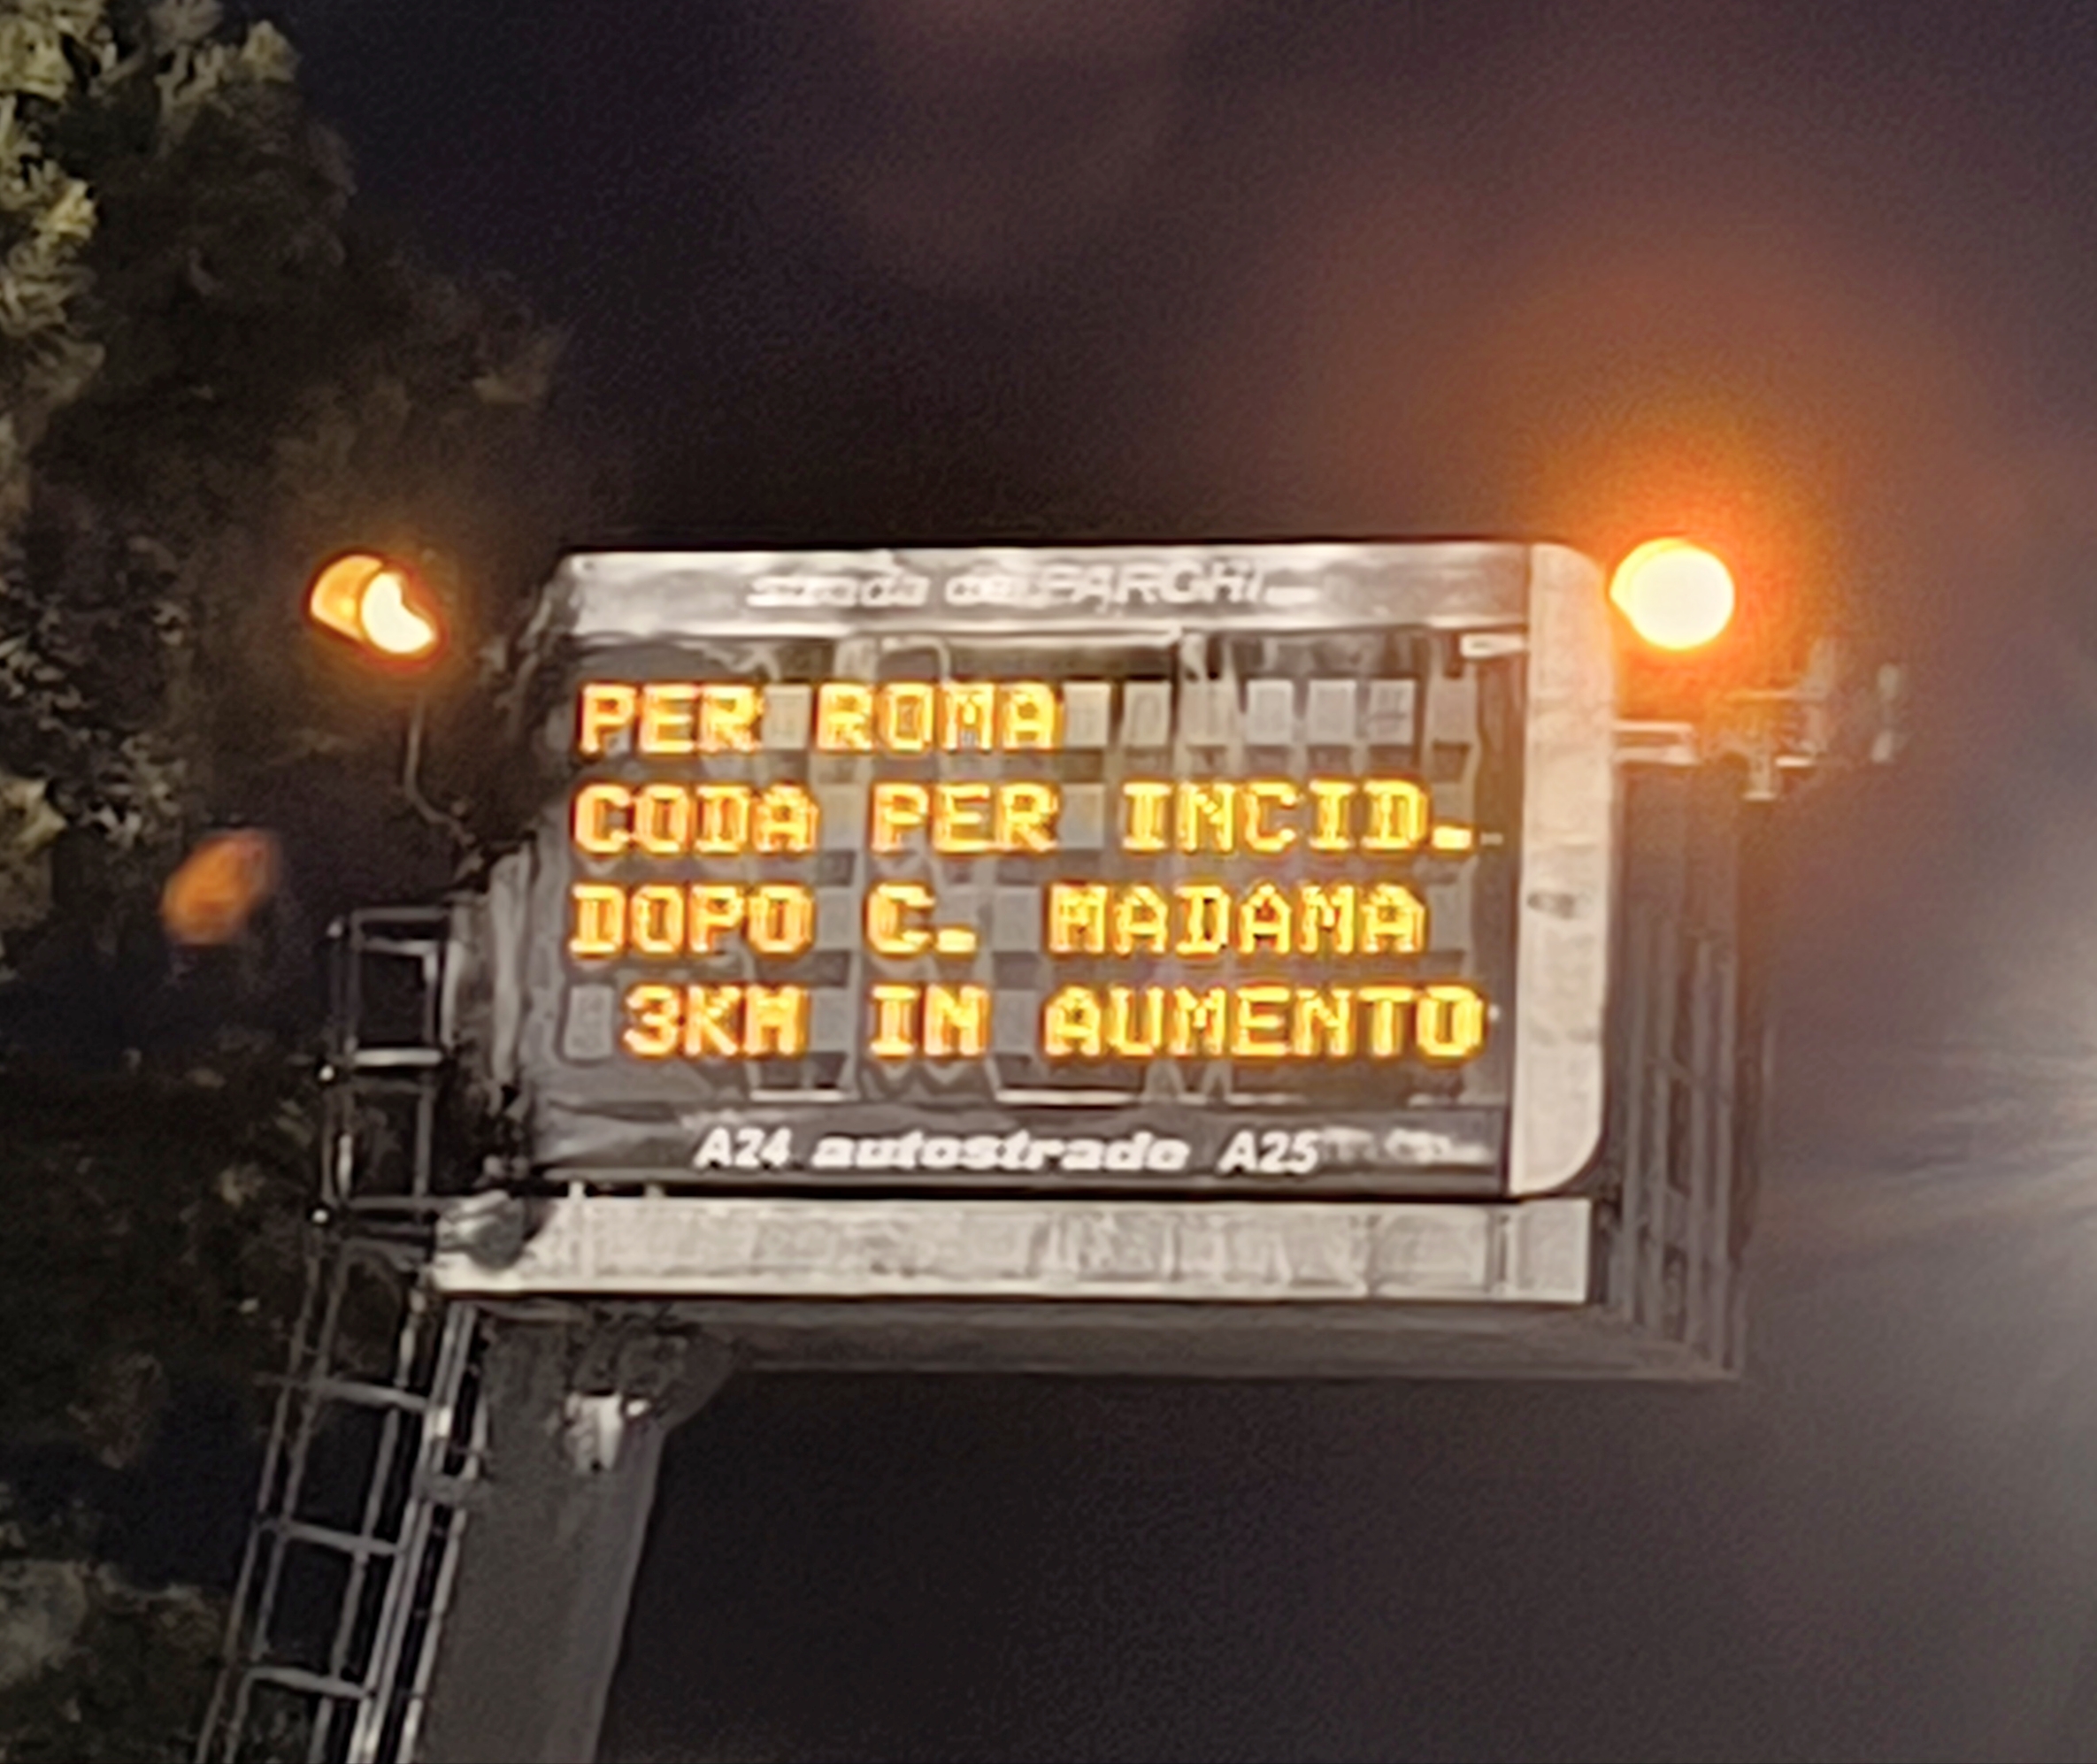 strada dei PARCHI
PER ROMA
CODA PER INCID.
DOPO C. MADAMA
3KM IN AUMENTO
A24 autostrade A25